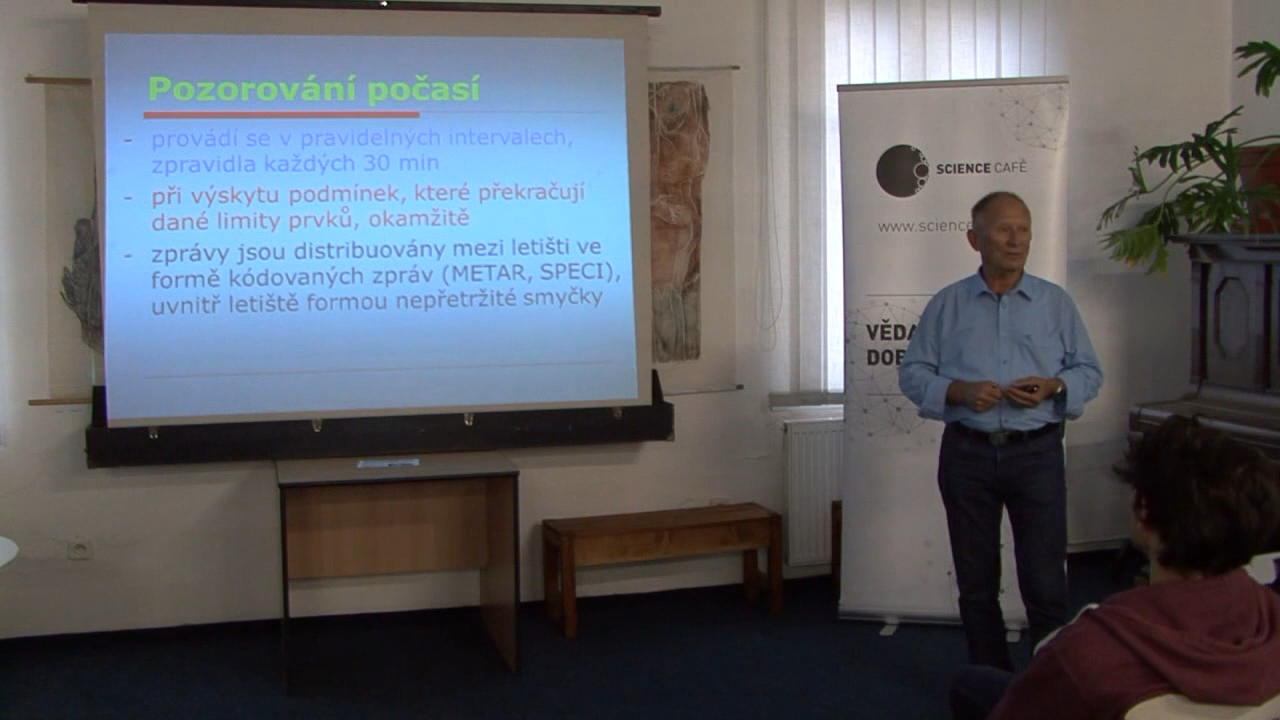 Pozorování počasí
- provádí se v pravidelných intervalech,
zpravidla každých 30 min
- při výskytu podmínek, které překračují
dané limity prvků, okamžitě
- zprávy jsou distribuovány mezi letišti ve
formě kódovaných zpráv (METAR, SPECI),
uvnitř letiště formou nepřetržité smyčky
SCIENCE CAFÉ
www.science
VĚDA